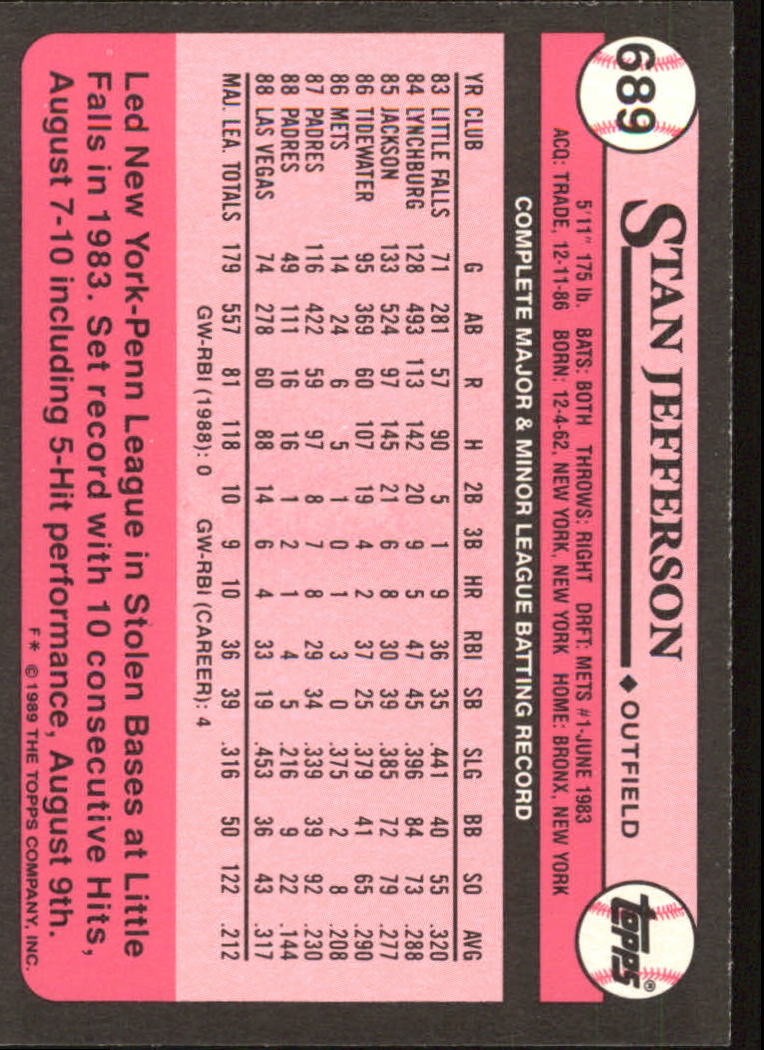 689
STAN JEFFERSON ♦ OUTFIELD
topps®
5'11" 175 lb. BATS: BOTH THROWS: RIGHT DRFT: METS #1-JUNE 1983
ACQ: TRADE, 12-11-86 BORN: 12-4-62, NEW YORK, NEW YORK HOME: BRONX, NEW YORK
COMPLETE MAJOR & MINOR LEAGUE BATTING RECORD
YR CLUB G AB R H 2B 3B HR RBI SB SLG BB SO AVG
83 LITTLE FALLS 71 281 57 90 5 1 9 36 35 .441 40 55 .320
84 LYNCHBURG 128 493 113 142 20 9 5 47 45 .396 84 73 .288
85 JACKSON 133 524 97 145 21 6 8 30 39 .385 72 79 .277
86 TIDEWATER 95 369 60 107 19 4 2 37 25 .379 41 65 .290
86 METS 14 24 6 5 1 0 1 3 0 .375 2 8 .208
87 PADRES 116 422 59 97 8 7 8 29 34 .339 39 92 .230
88 PADRES 49 111 16 16 1 2 1 4 5 .216 9 22 .144
88 LAS VEGAS 74 278 60 88 14 6 4 33 19 .453 36 43 .317
MAJ. LEA. TOTALS 179 557 81 118 10 9 10 36 39 .316 50 122 .212
GW-RBI (1988): 0 GW-RBI (CAREER): 4
Led New York-Penn League in Stolen Bases at Little
Falls in 1983. Set record with 10 consecutive Hits,
August 7-10 including 5-Hit performance, August 9th.
F* © 1989 THE TOPPS COMPANY, INC.